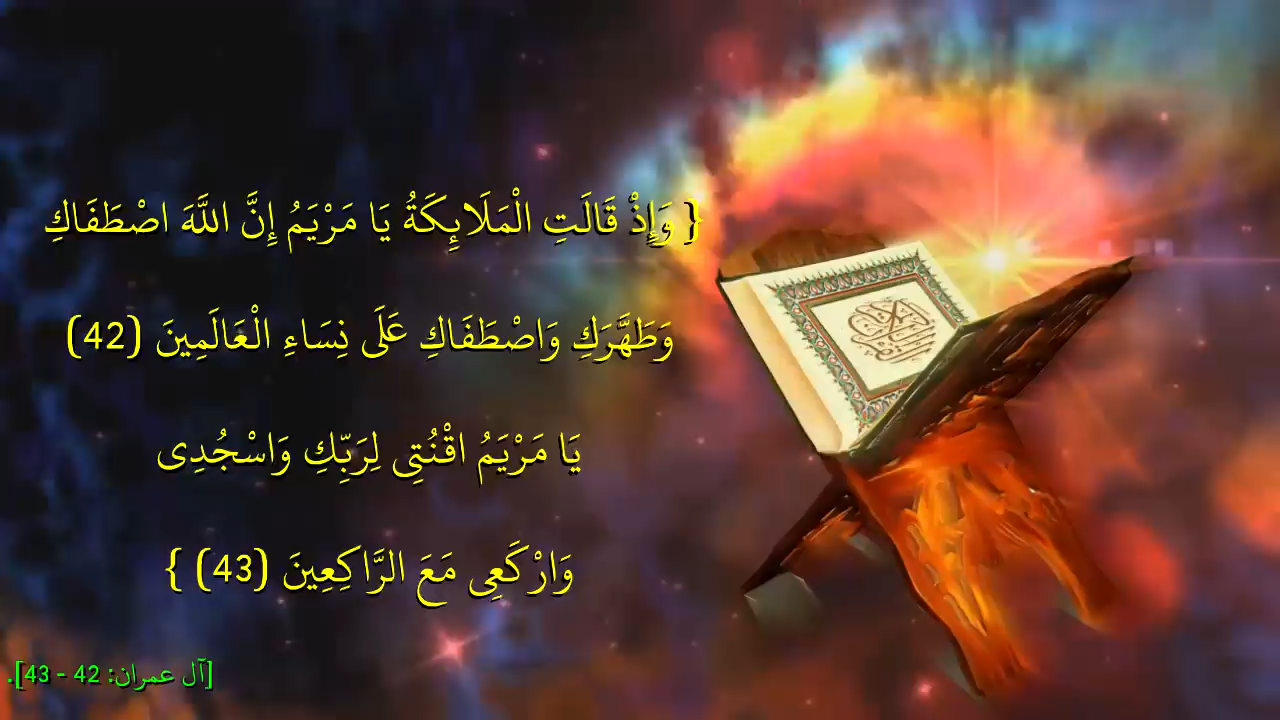 { وَإِذْ قَالَتِ الْمَلَائِكَةُ يَا مَرْيَمُ إِنَّ اللَّهَ اصْطَفَاكِ
وَطَهَّرَكِ وَاصْطَفَاكِ عَلَى نِسَاءِ الْعَالَمِينَ (42)
يَا مَرْيَمُ اقْنُتِى لِرَبِّكِ وَاسْجُدِى
وَارْكَعِى مَعَ الرَّاكِعِينَ (43) }
[آل عمران: 42 - 43].